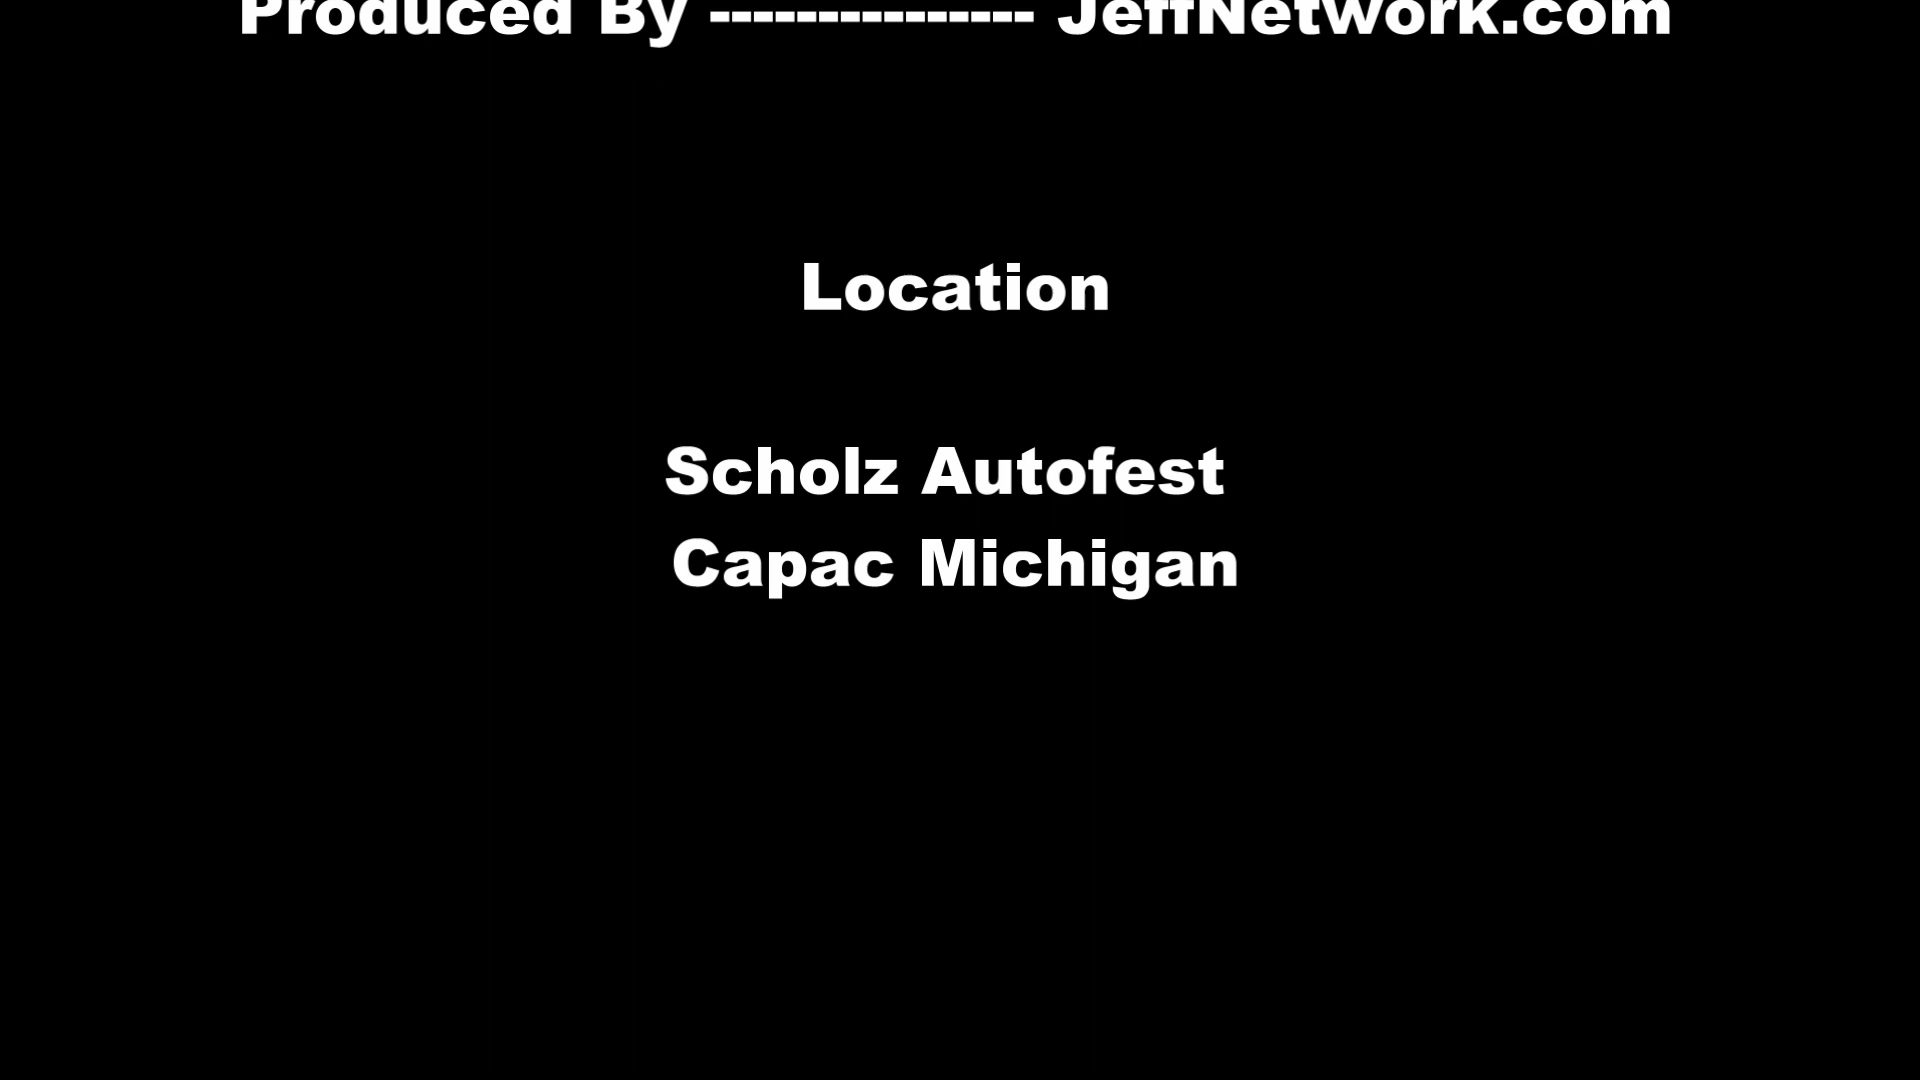 Produced By --------------- JeffNetwork.com
Location
Scholz Autofest
Capac Michigan